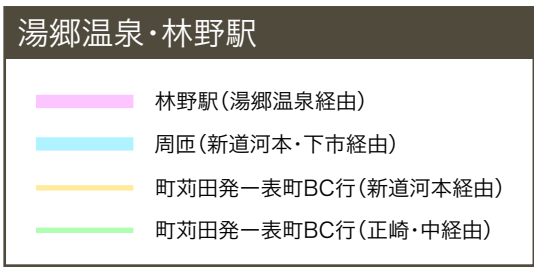 湯郷温泉・林野駅
林野駅（湯郷温泉経由）
周匝（新道河本・下市経由）
町苅田発ー表町BC行（新道河本経由）
町苅田発ー表町BC行（正崎・中経由）